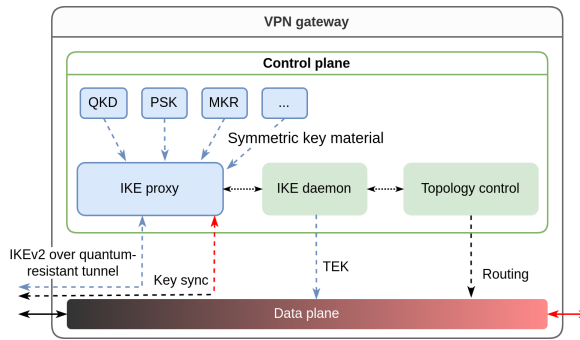 VPN gateway
Control plane
QKD
PSK
MKR
...
Symmetric key material
IKE proxy
IKE daemon
Topology control
IKEv2 over quantum-
resistant tunnel
Key sync
TEK
Routing
Data plane